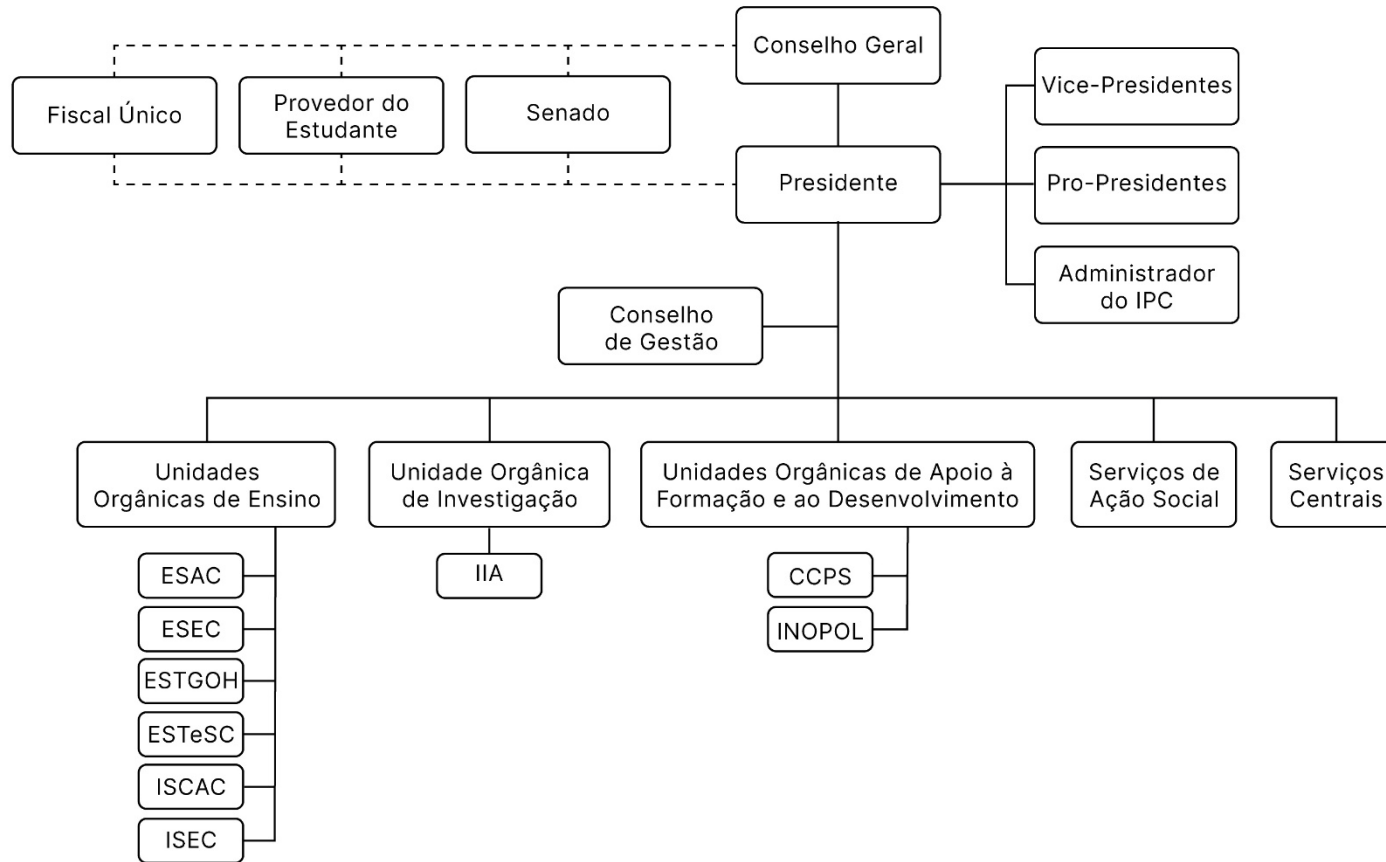 Conselho Geral
Vice-Presidentes
Fiscal Único
Provedor do
Estudante
Senado
Presidente
Pro-Presidentes
Administrador
do IPC
Conselho
de Gestão
Unidades
Orgânicas de Ensino
Unidade Orgânica
de Investigação
Unidades Orgânicas de Apoio à
Formação e ao Desenvolvimento
Serviços de
Ação Social
Serviços
Centrais
ESAC
ESEC
ESTGOH
ESTeSC
ISCAC
ISEC
IIA
CCPS
INOPOL